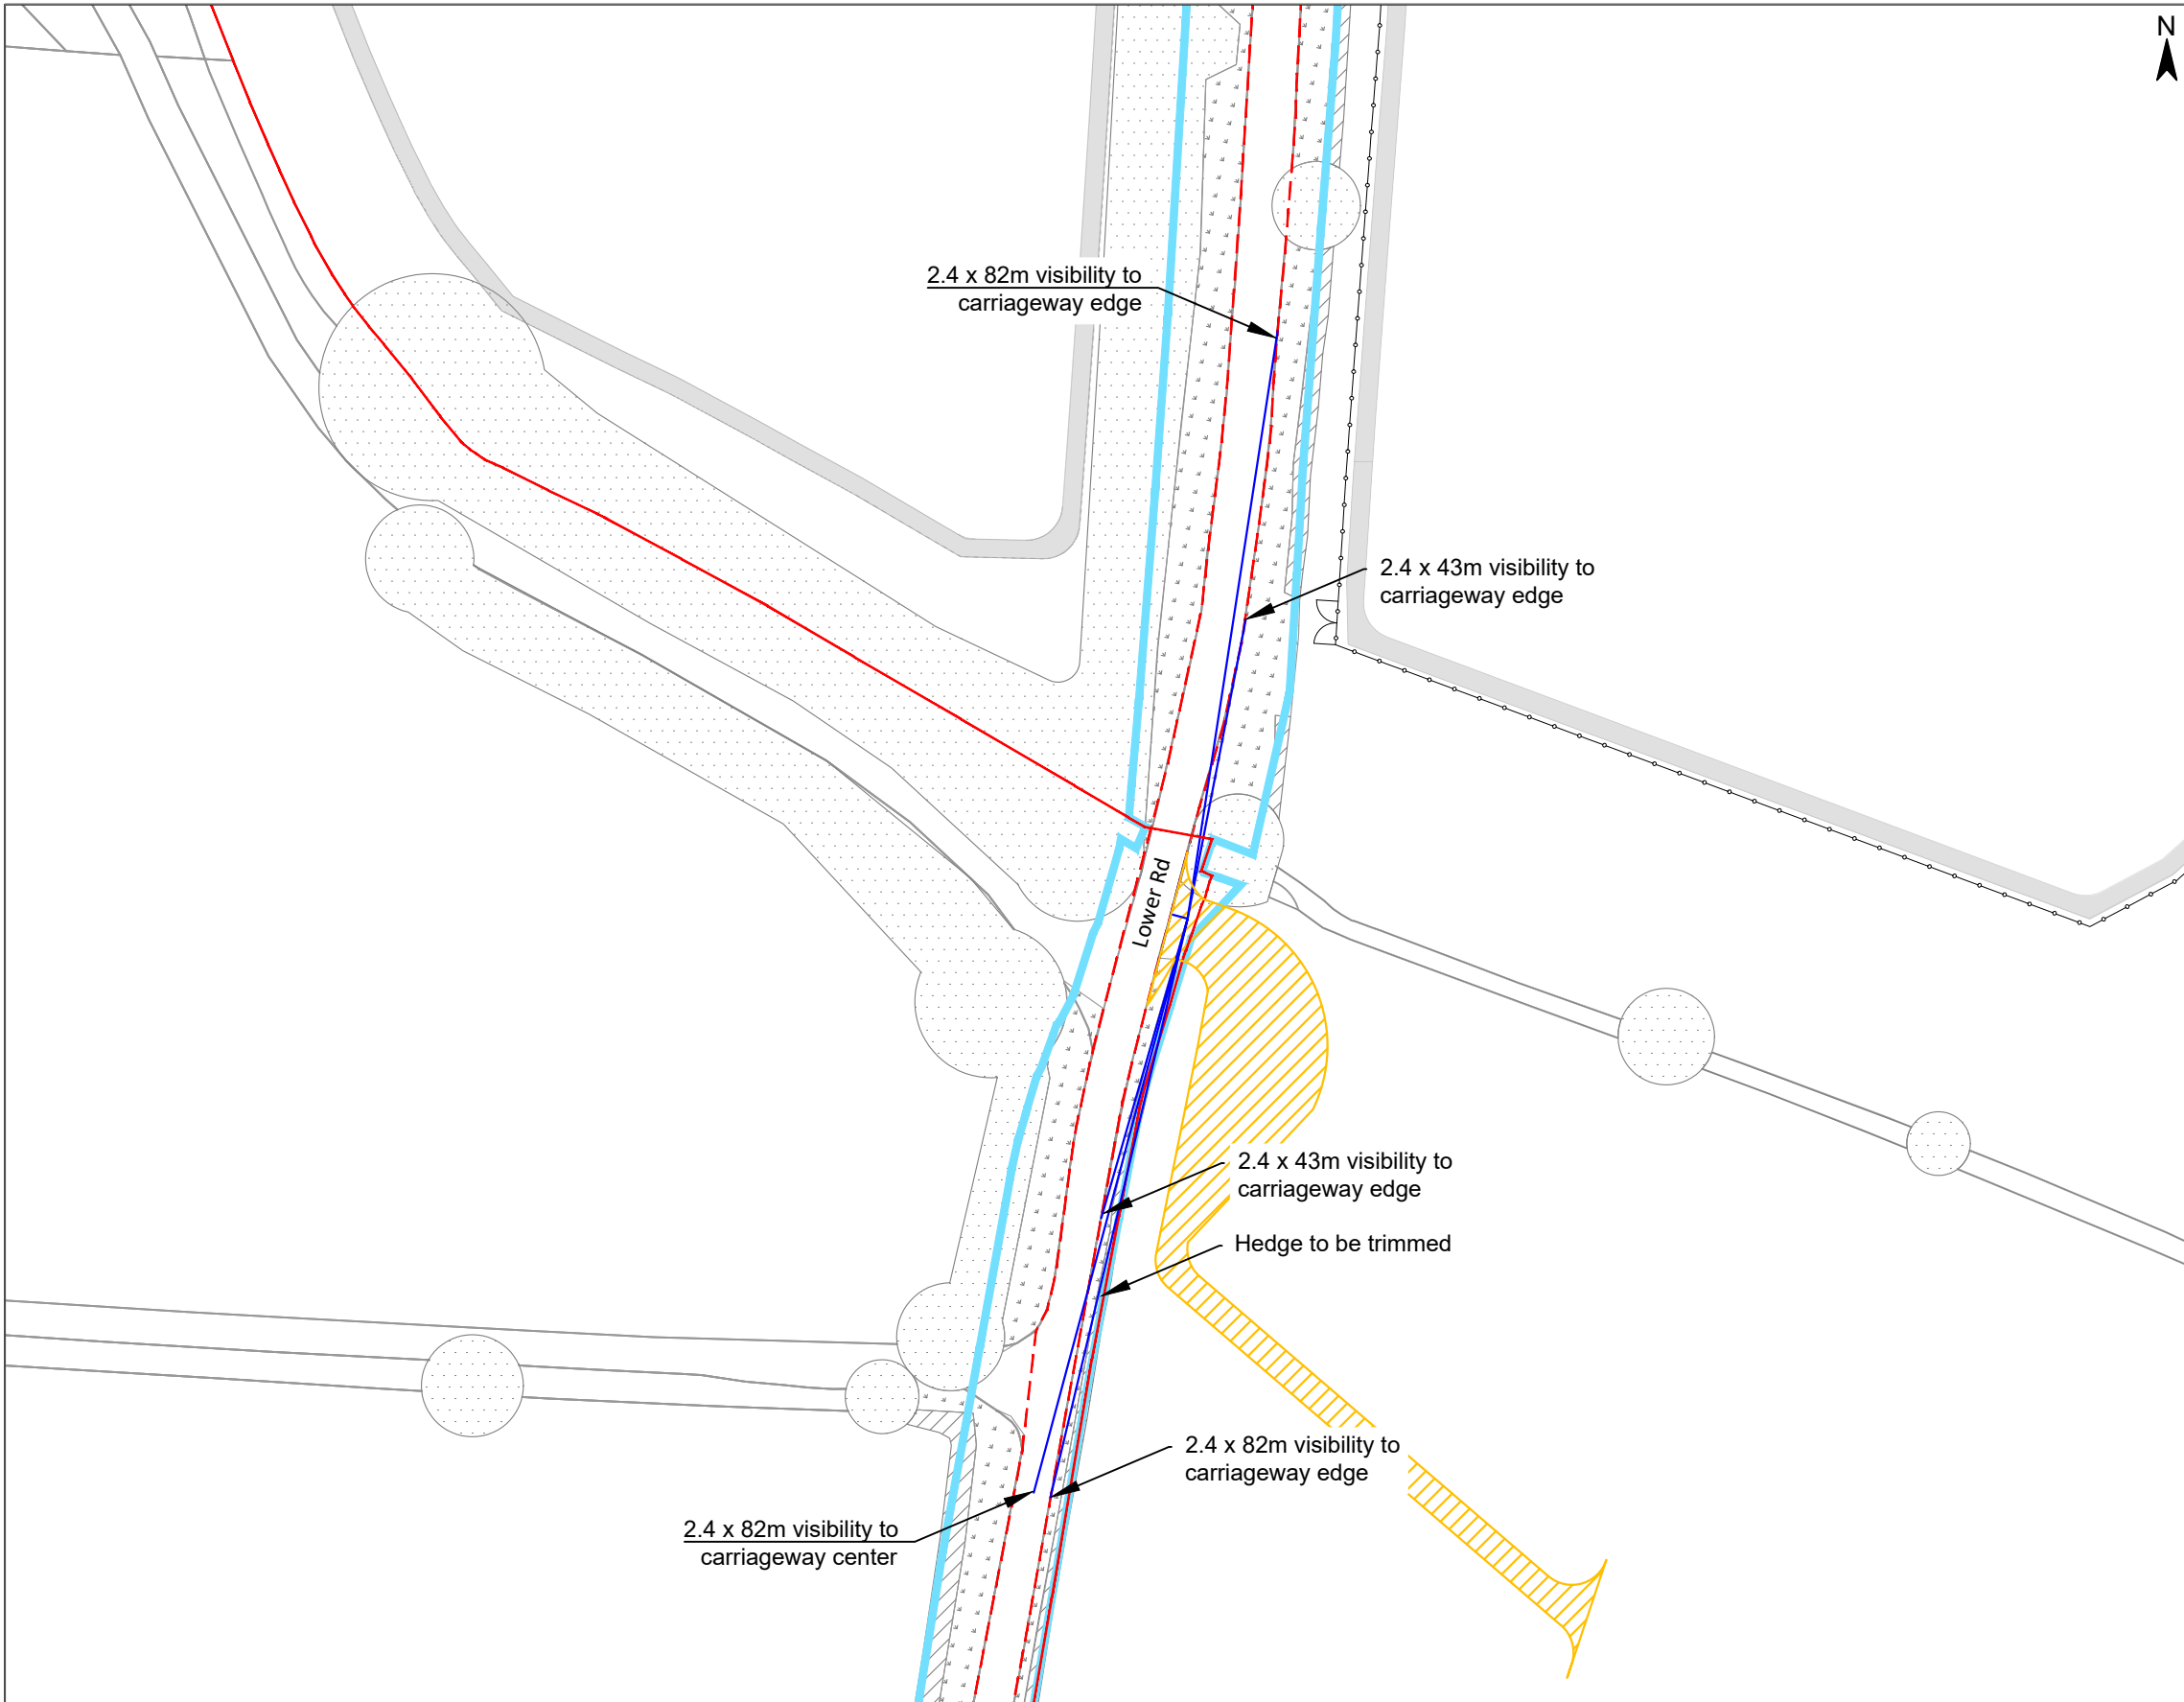 N
2.4 x 82m visibility to
carriageway edge
2.4 x 43m visibility to
carriageway edge
Lower Rd
2.4 x 43m visibility to
carriageway edge
Hedge to be trimmed
2.4 x 82m visibility to
carriageway edge
2.4 x 82m visibility to
carriageway center